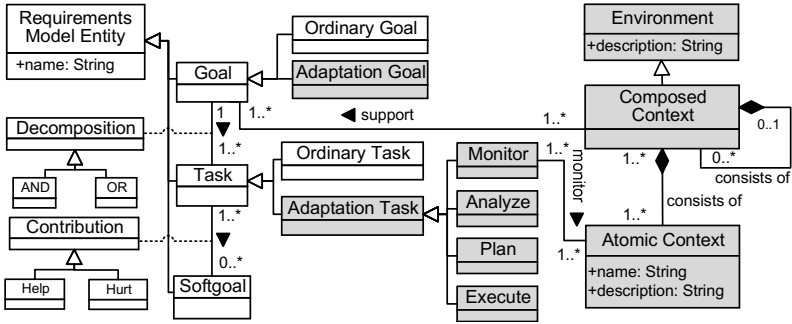 Requirements
Model Entity
+name: String
Goal
Ordinary Goal
Adaptation Goal
Environment
+description: String
Composed
Context
0..1
0..*
consists of
1
1..*
support
1..*
Decomposition
AND
OR
1..*
Task
Ordinary Task
Adaptation Task
Monitor
Analyze
Plan
Execute
1..*
monitor
1..*
1..*
consists of
1..*
Atomic Context
+name: String
+description: String
Contribution
Help
Hurt
1..*
0..*
Softgoal